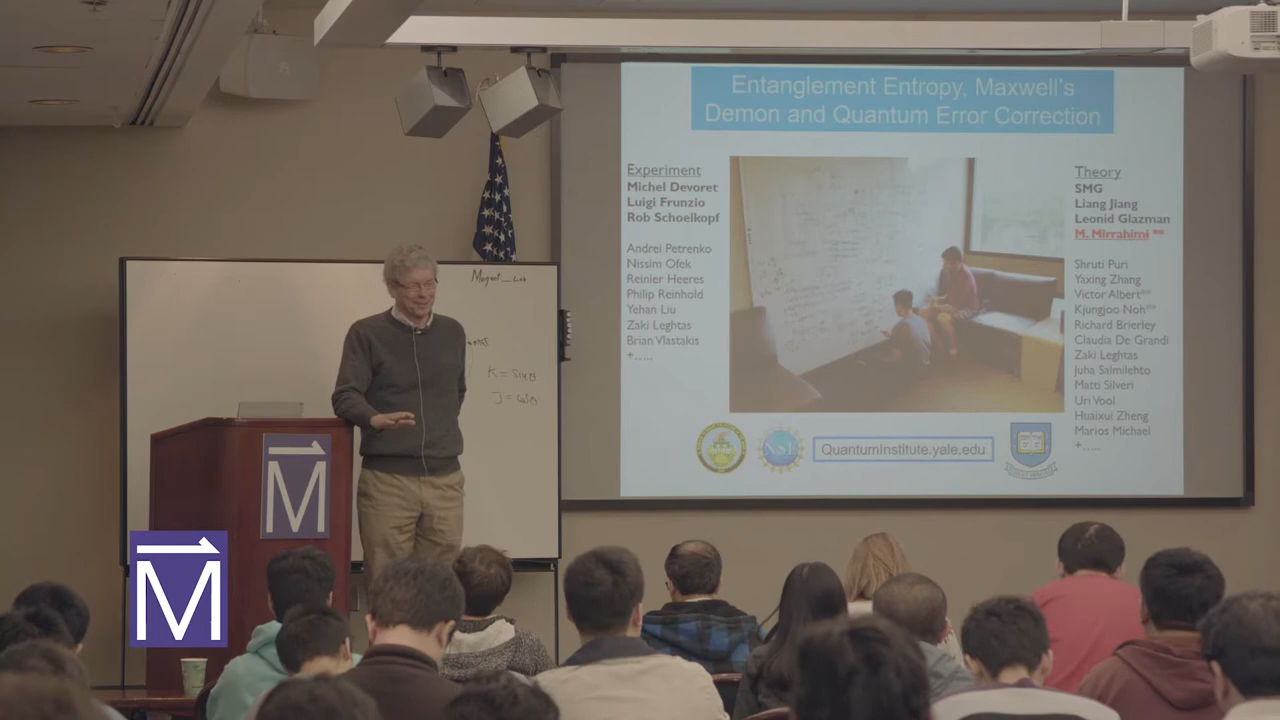 Entanglement Entropy, Maxwell's
Demon and Quantum Error Correction
Experiment
Michel Devoret
Luigi Frunzio
Rob Schoelkopf
Andrei Petrenko
Nissim Ofek
Reinier Heeres
Philip Reinhold
Yehan Liu
Zaki Leghtas
Brian Vlastakis
+.....
Theory
SMG
Liang Jiang
Leonid Glazman
M. Mirrahimi **
Shruti Puri
Yaxing Zhang
Victor Albert**
Kjungjoo Noh**
Richard Brierley
Claudia De Grandi
Zaki Leghtas
Juha Salmilehto
Matti Silveri
Uri Vool
Huaixui Zheng
Marios Michael
+.....
NSF
QuantumInstitute.yale.edu
K = sinθ
M
M